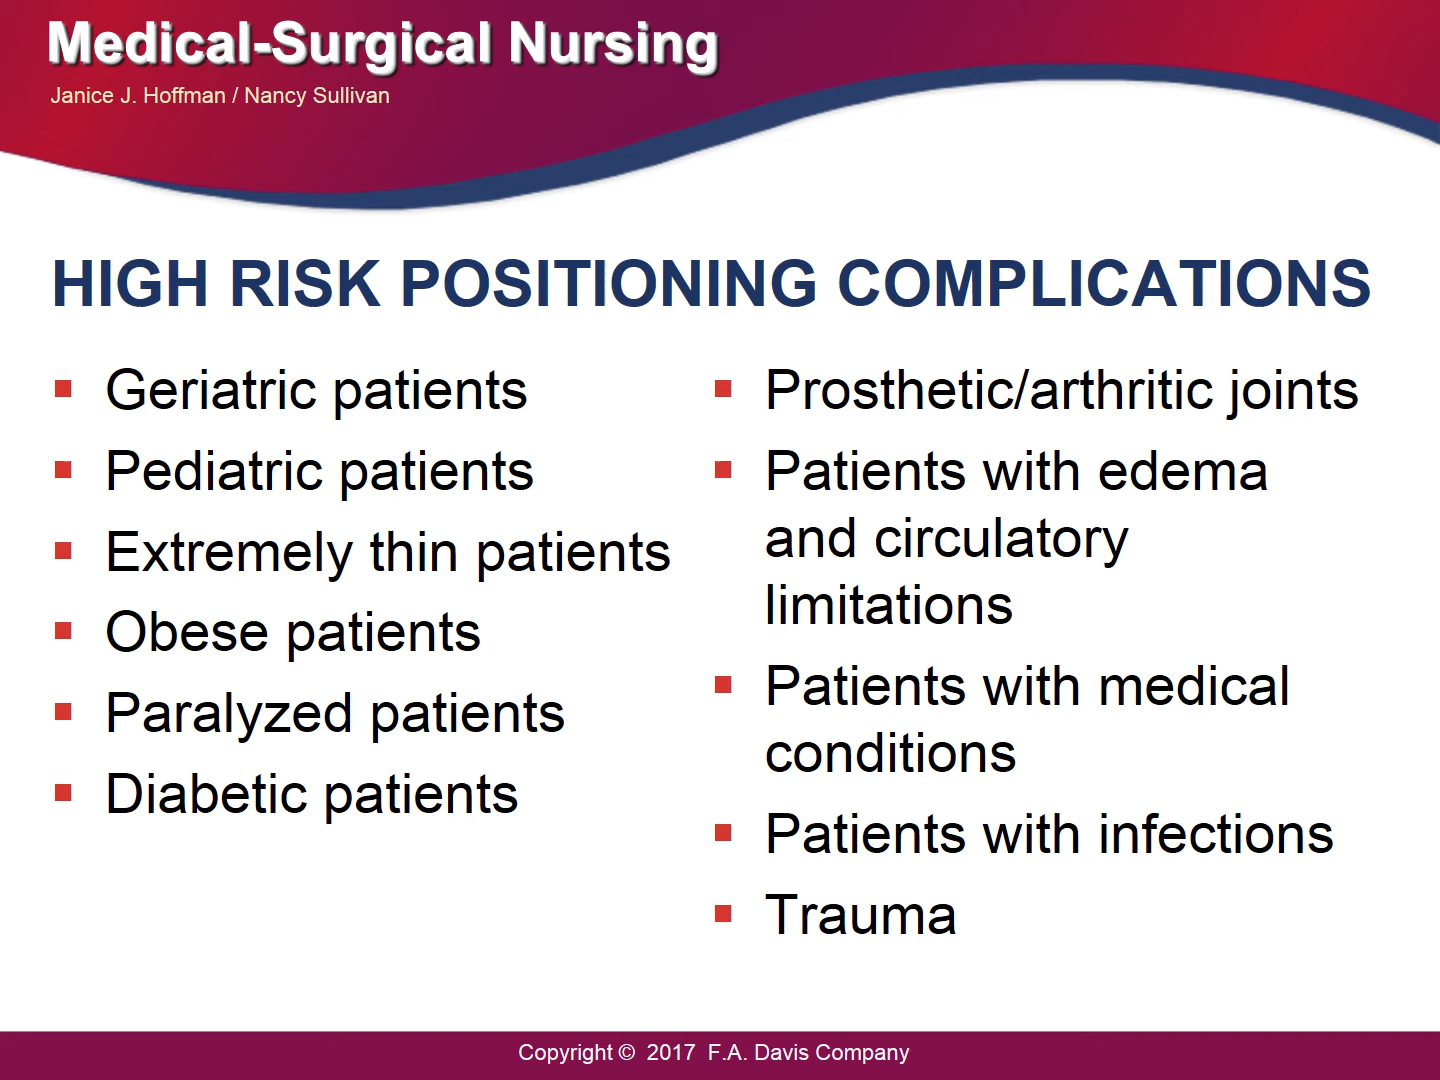 Medical-Surgical Nursing
Janice J. Hoffman / Nancy Sullivan
HIGH RISK POSITIONING COMPLICATIONS
▪ Geriatric patients
▪ Pediatric patients
▪ Extremely thin patients
▪ Obese patients
▪ Paralyzed patients
▪ Diabetic patients
▪ Prosthetic/arthritic joints
▪ Patients with edema
and circulatory
limitations
▪ Patients with medical
conditions
▪ Patients with infections
▪ Trauma
Copyright © 2017 F.A. Davis Company